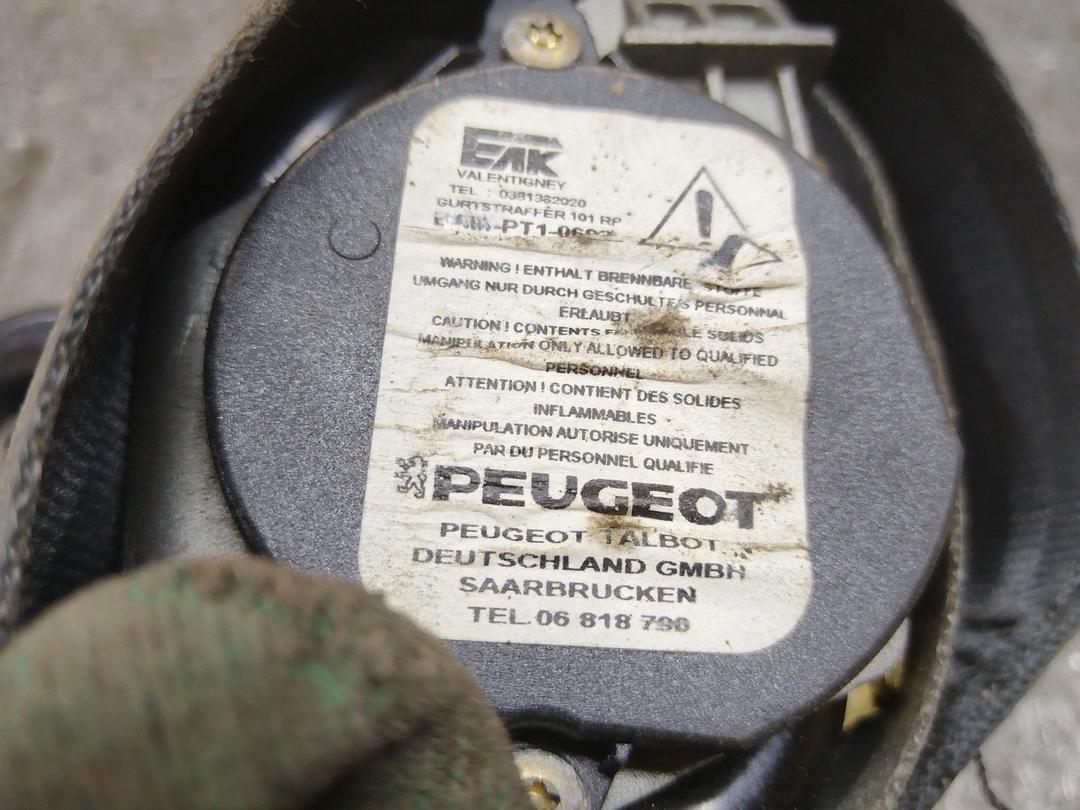 EAK
VALENTIGNEY
TEL : 0381362020
GURTSTRAFFER 101 RP
WARNING ! ENTHALT BRENNBARE
UMGANG NUR DURCH GESCHULTES PERSONNAL
ERLAUBT
CAUTION ! CONTENTS SOLIDS
MANIPULATION ONLY ALLOWED TO QUALIFIED
PERSONNEL
ATTENTION ! CONTIENT DES SOLIDES
INFLAMMABLES
MANIPULATION AUTORISE UNIQUEMENT
PAR DU PERSONNEL QUALIFIE
PEUGEOT
PEUGEOT TALBOT
DEUTSCHLAND GMBH
SAARBRUCKEN
TEL. 06 818 790